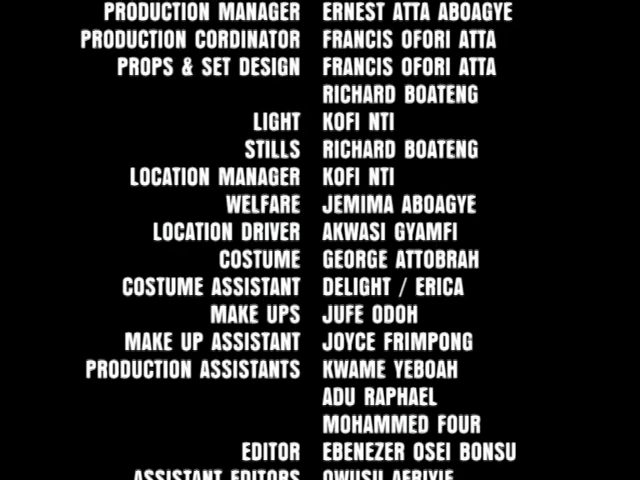 PRODUCTION MANAGER ERNEST ATTA ABOAGYE
PRODUCTION CORDINATOR FRANCIS OFORI ATTA
PROPS & SET DESIGN FRANCIS OFORI ATTA
RICHARD BOATENG
LIGHT KOFI NTI
STILLS RICHARD BOATENG
LOCATION MANAGER KOFI NTI
WELFARE JEMIMA ABOAGYE
LOCATION DRIVER AKWASI GYAMFI
COSTUME GEORGE ATTOBRAH
COSTUME ASSISTANT DELIGHT / ERICA
MAKE UPS JUFE ODOH
MAKE UP ASSISTANT JOYCE FRIMPONG
PRODUCTION ASSISTANTS KWAME YEBOAH
ADU RAPHAEL
MOHAMMED FOUR
EDITOR EBENEZER OSEI BONSU
ASSISTANT EDITORS OWUSU AFRIYIE